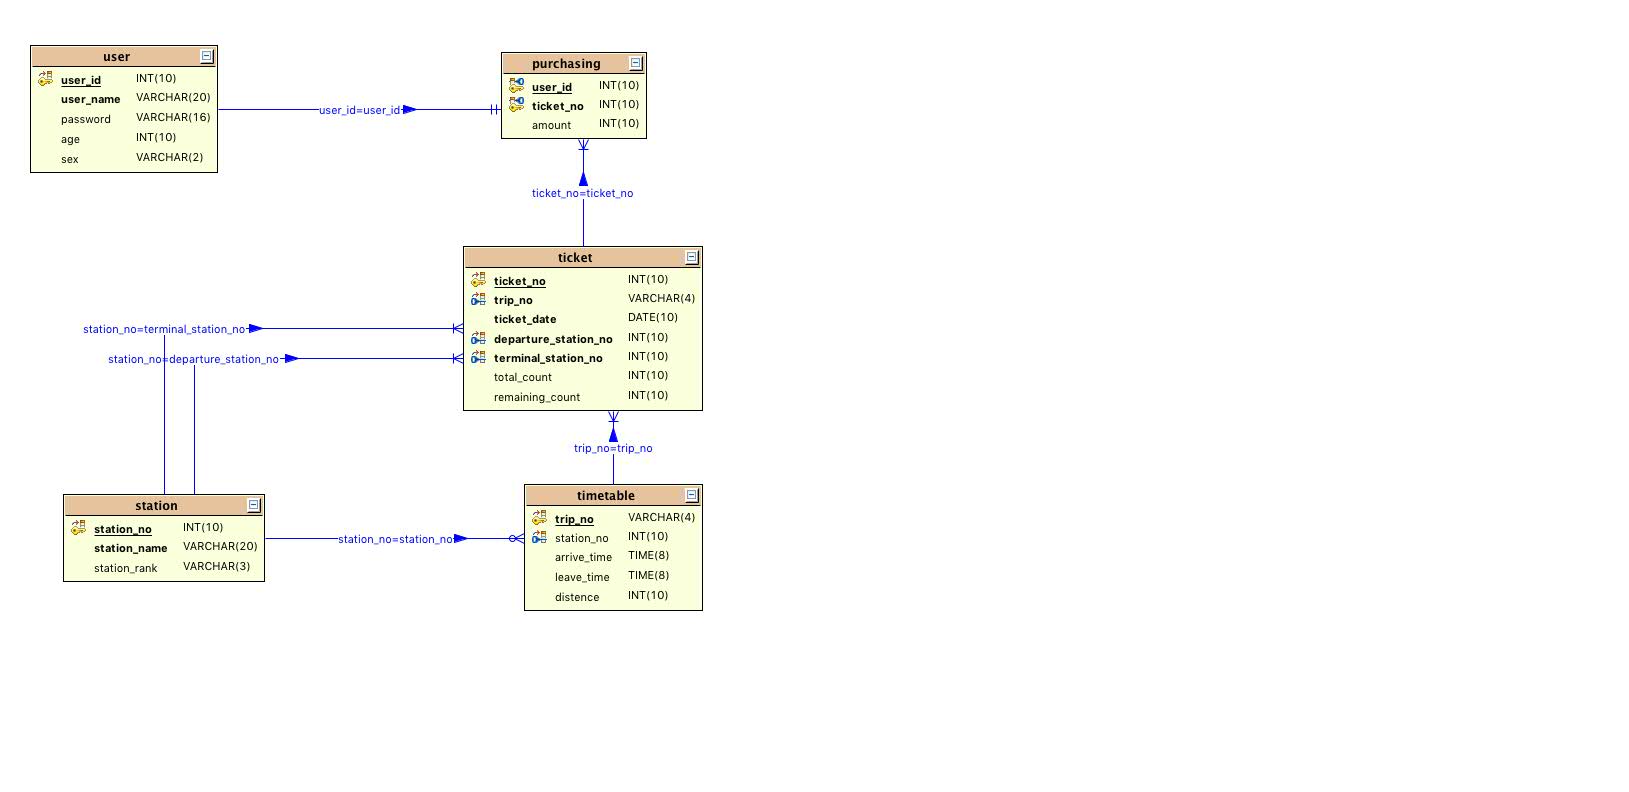 user
user_id INT(10)
user_name VARCHAR(20)
password VARCHAR(16)
age INT(10)
sex VARCHAR(2)
user_id=user_id
purchasing
user_id INT(10)
ticket_no INT(10)
amount INT(10)
ticket_no=ticket_no
ticket
ticket_no INT(10)
trip_no VARCHAR(4)
ticket_date DATE(10)
departure_station_no INT(10)
terminal_station_no INT(10)
total_count INT(10)
remaining_count INT(10)
station_no=terminal_station_no
station_no=departure_station_no
trip_no=trip_no
station
station_no INT(10)
station_name VARCHAR(20)
station_rank VARCHAR(3)
station_no=station_no
timetable
trip_no VARCHAR(4)
station_no INT(10)
arrive_time TIME(8)
leave_time TIME(8)
distence INT(10)